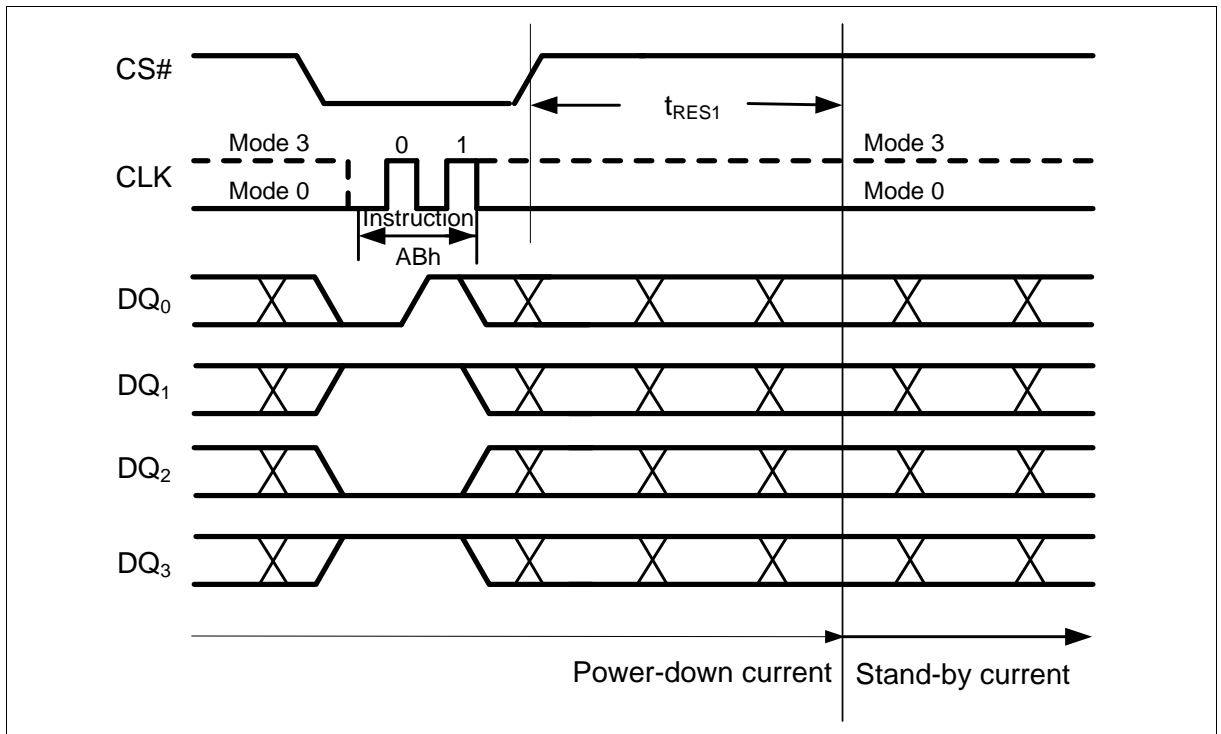 CS#
tRES1
Mode 3 0 1 Mode 3
CLK
Mode 0 Mode 0
Instruction
ABh
DQ0
DQ1
DQ2
DQ3
Power-down current Stand-by current